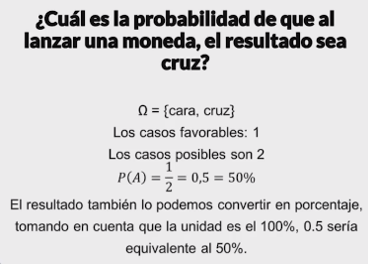 ¿Cuál es la probabilidad de que al
lanzar una moneda, el resultado sea
cruz?
Ω = {cara, cruz}
Los casos favorables: 1
Los casos posibles son 2
P(A) = 1/2 = 0,5 = 50%
El resultado también lo podemos convertir en porcentaje,
tomando en cuenta que la unidad es el 100%, 0.5 sería
equivalente al 50%.